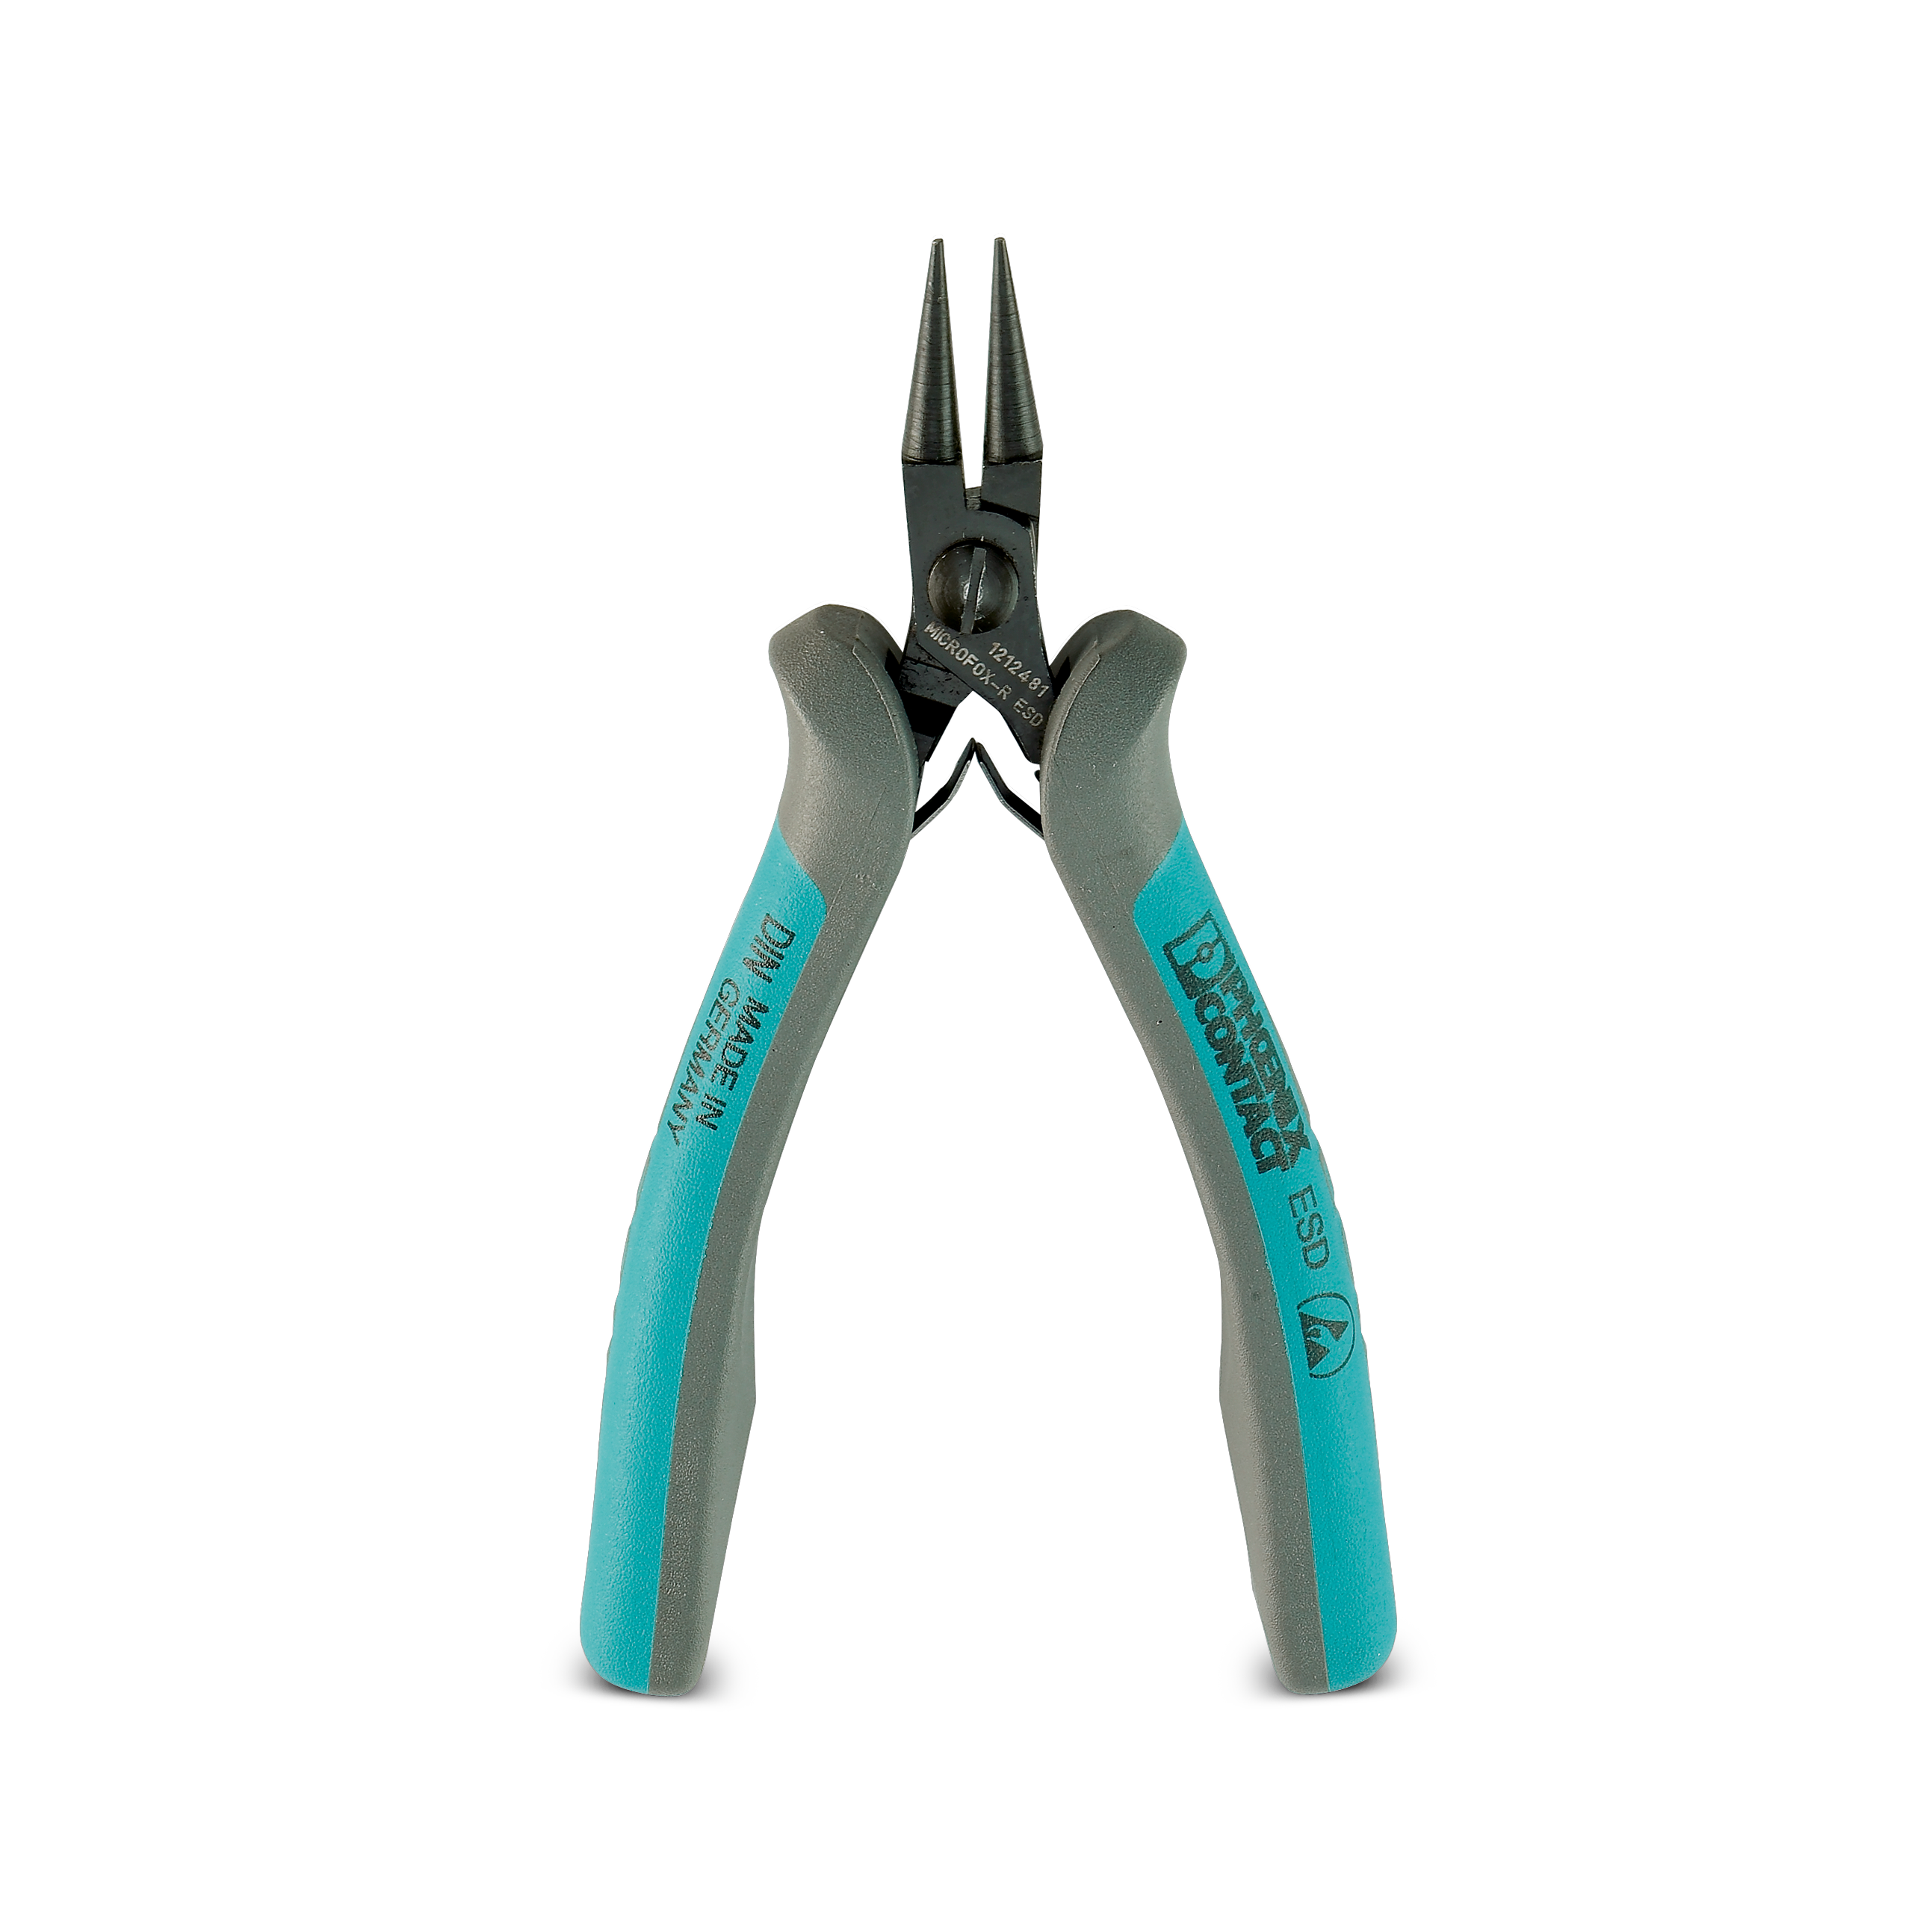 1212481
MICROFOX-R ESD
DIN MADE IN
GERMANY
PHOENIX
CONTACT
ESD